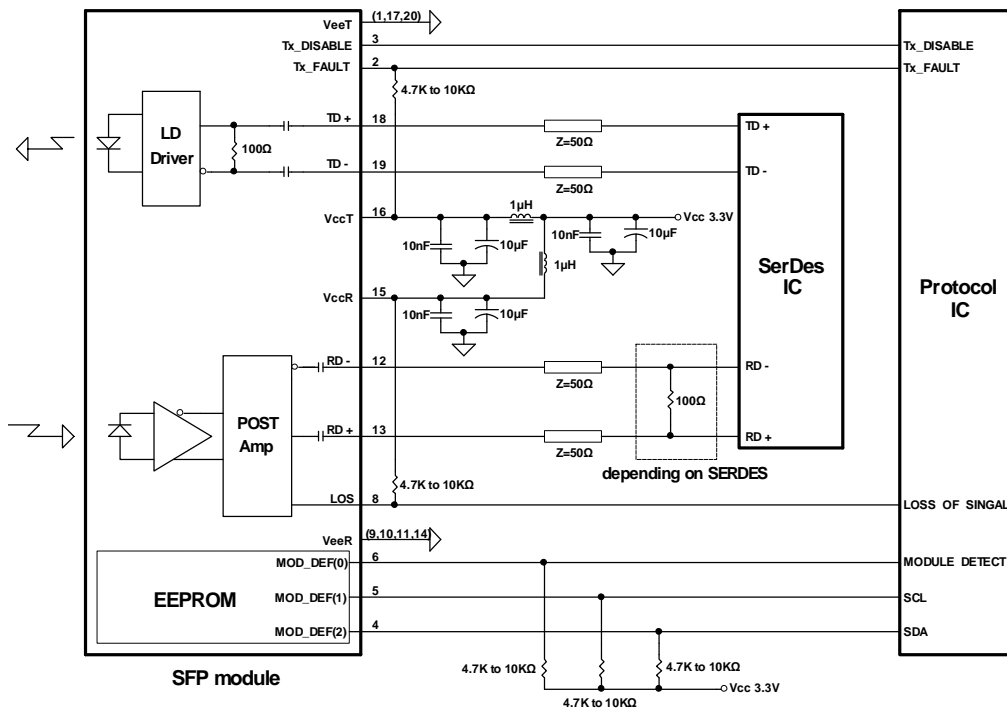 VeeT (1,17,20)
Tx_DISABLE 3 Tx_DISABLE
Tx_FAULT 2 Tx_FAULT
4.7K to 10KΩ
LD
Driver
100Ω
TD + 18 Z=50Ω TD +
TD - 19 Z=50Ω TD -
1µH
VccT 16 Vcc 3.3V
10nF 10µF 10nF 10µF
1µH
SerDes
IC
Protocol
IC
VccR 15
10nF 10µF
RD - 12 Z=50Ω RD -
100Ω
POST
Amp
RD + 13 Z=50Ω RD +
depending on SERDES
4.7K to 10KΩ
LOS 8 LOSS OF SINGAL
VeeR (9,10,11,14)
MOD_DEF(0) 6 MODULE DETECT
EEPROM
MOD_DEF(1) 5 SCL
MOD_DEF(2) 4 SDA
4.7K to 10KΩ 4.7K to 10KΩ
4.7K to 10KΩ
Vcc 3.3V
SFP module